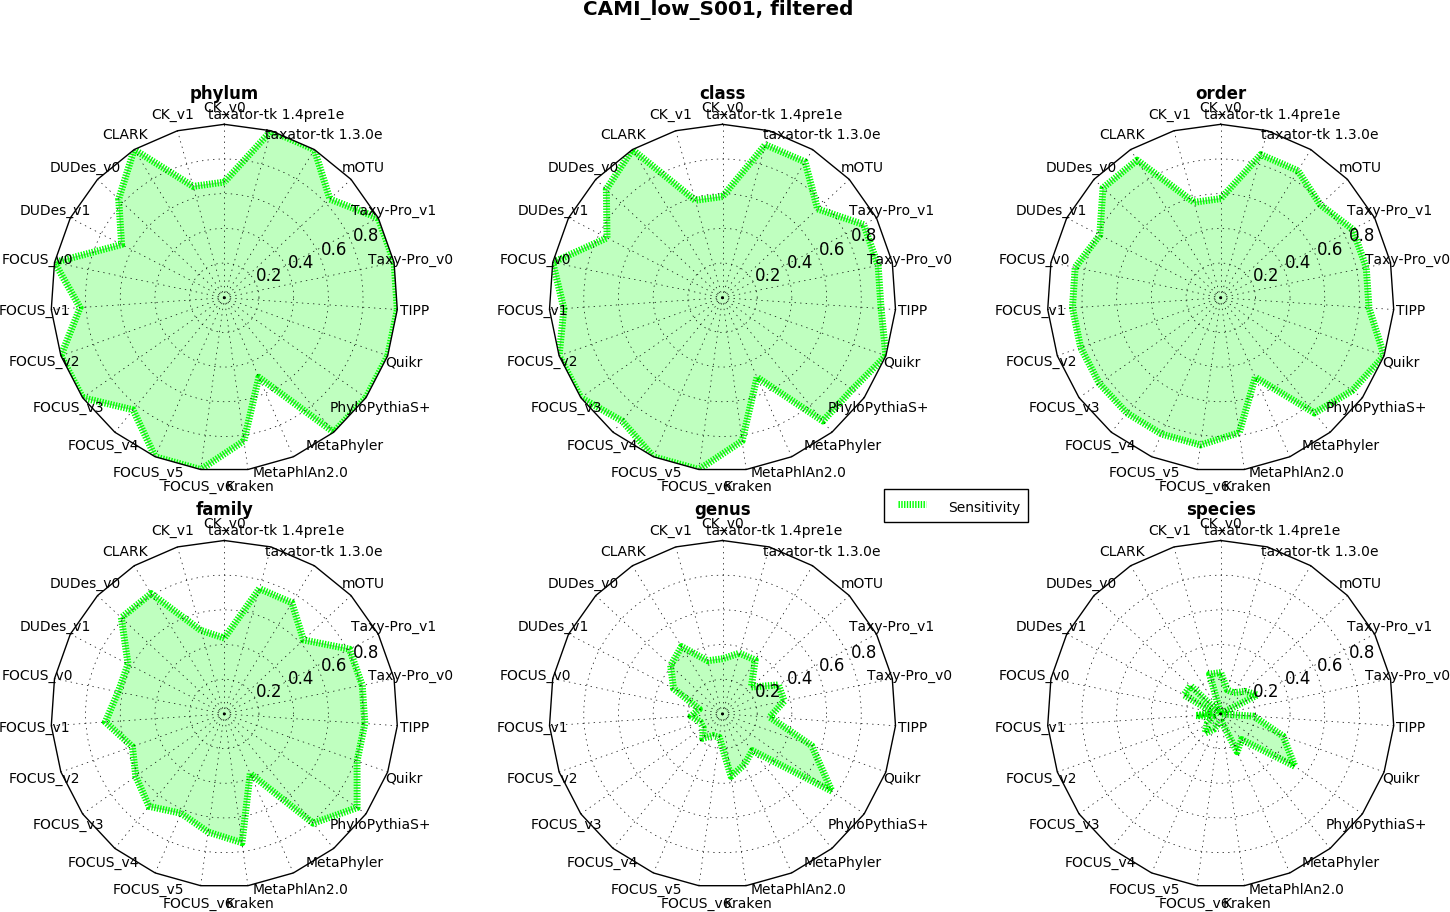 CAMI_low_S001, filtered
phylum
CK_v0
CK_v1
taxator-tk 1.4pre1e
CLARK
taxator-tk 1.3.0e
DUDes_v0
mOTU
DUDes_v1
Taxy-Pro_v1
FOCUS_v0
Taxy-Pro_v0
FOCUS_v1
TIPP
FOCUS_v2
Quikr
FOCUS_v3
PhyloPythiaS+
FOCUS_v4
MetaPhyler
FOCUS_v5
MetaPhlAn2.0
FOCUS_v6
Kraken
0.2
0.4
0.6
0.8
class
CK_v0
CK_v1
taxator-tk 1.4pre1e
CLARK
taxator-tk 1.3.0e
DUDes_v0
mOTU
DUDes_v1
Taxy-Pro_v1
FOCUS_v0
Taxy-Pro_v0
FOCUS_v1
TIPP
FOCUS_v2
Quikr
FOCUS_v3
PhyloPythiaS+
FOCUS_v4
MetaPhyler
FOCUS_v5
MetaPhlAn2.0
FOCUS_v6
Kraken
0.2
0.4
0.6
0.8
order
CK_v0
CK_v1
taxator-tk 1.4pre1e
CLARK
taxator-tk 1.3.0e
DUDes_v0
mOTU
DUDes_v1
Taxy-Pro_v1
FOCUS_v0
Taxy-Pro_v0
FOCUS_v1
TIPP
FOCUS_v2
Quikr
FOCUS_v3
PhyloPythiaS+
FOCUS_v4
MetaPhyler
FOCUS_v5
MetaPhlAn2.0
FOCUS_v6
Kraken
0.2
0.4
0.6
0.8
Sensitivity
family
CK_v0
CK_v1
taxator-tk 1.4pre1e
CLARK
taxator-tk 1.3.0e
DUDes_v0
mOTU
DUDes_v1
Taxy-Pro_v1
FOCUS_v0
Taxy-Pro_v0
FOCUS_v1
TIPP
FOCUS_v2
Quikr
FOCUS_v3
PhyloPythiaS+
FOCUS_v4
MetaPhyler
FOCUS_v5
MetaPhlAn2.0
FOCUS_v6
Kraken
0.2
0.4
0.6
0.8
genus
CK_v0
CK_v1
taxator-tk 1.4pre1e
CLARK
taxator-tk 1.3.0e
DUDes_v0
mOTU
DUDes_v1
Taxy-Pro_v1
FOCUS_v0
Taxy-Pro_v0
FOCUS_v1
TIPP
FOCUS_v2
Quikr
FOCUS_v3
PhyloPythiaS+
FOCUS_v4
MetaPhyler
FOCUS_v5
MetaPhlAn2.0
FOCUS_v6
Kraken
0.2
0.4
0.6
0.8
species
CK_v0
CK_v1
taxator-tk 1.4pre1e
CLARK
taxator-tk 1.3.0e
DUDes_v0
mOTU
DUDes_v1
Taxy-Pro_v1
FOCUS_v0
Taxy-Pro_v0
FOCUS_v1
TIPP
FOCUS_v2
Quikr
FOCUS_v3
PhyloPythiaS+
FOCUS_v4
MetaPhyler
FOCUS_v5
MetaPhlAn2.0
FOCUS_v6
Kraken
0.2
0.4
0.6
0.8